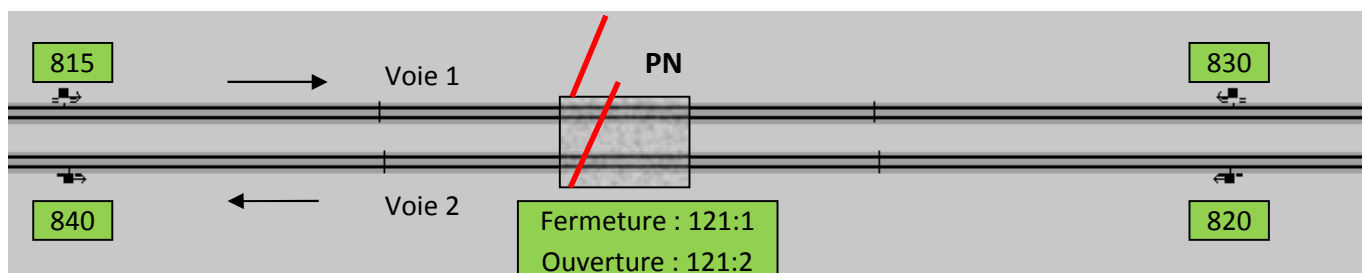 815
Voie 1
PN
830
840
Voie 2
820
Fermeture : 121:1
Ouverture : 121:2